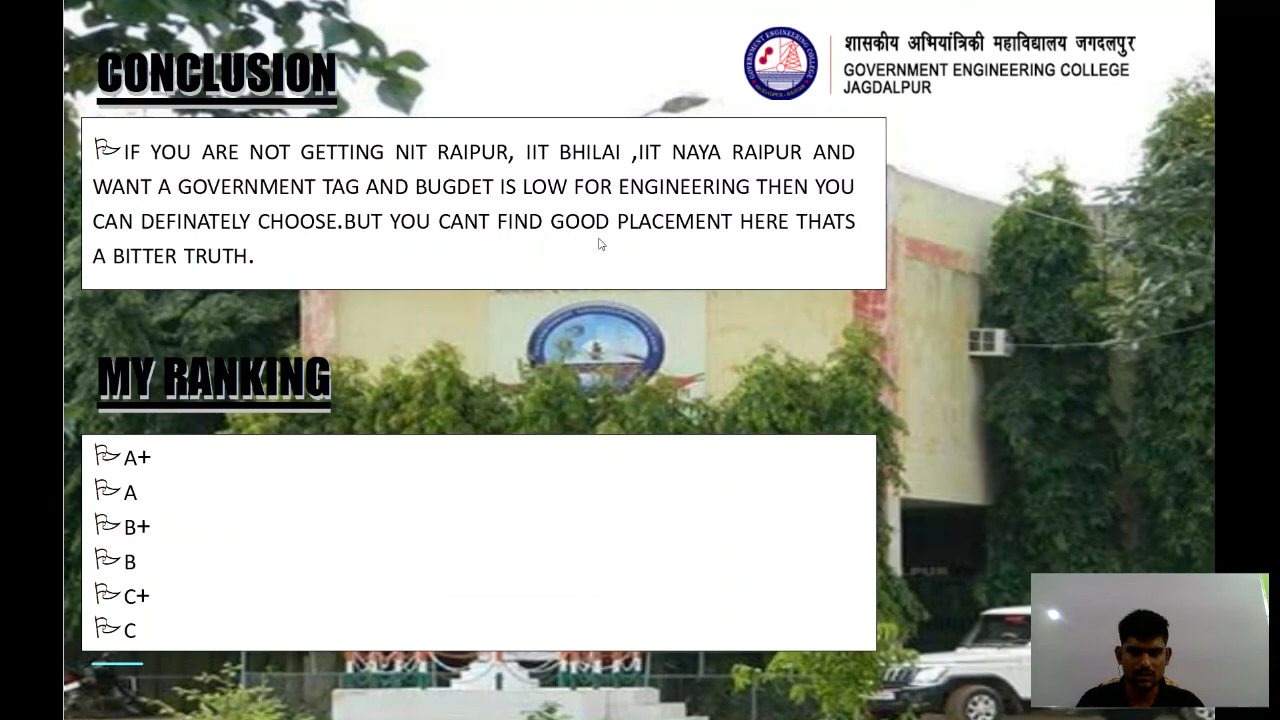 CONCLUSION
शासकीय अभियांत्रिकी महाविद्यालय जगदलपुर
GOVERNMENT ENGINEERING COLLEGE
JAGDALPUR
IF YOU ARE NOT GETTING NIT RAIPUR, IIT BHILAI ,IIT NAYA RAIPUR AND
WANT A GOVERNMENT TAG AND BUGDET IS LOW FOR ENGINEERING THEN YOU
CAN DEFINATELY CHOOSE.BUT YOU CANT FIND GOOD PLACEMENT HERE THATS
A BITTER TRUTH.
MY RANKING
A+
A
B+
B
C+
C